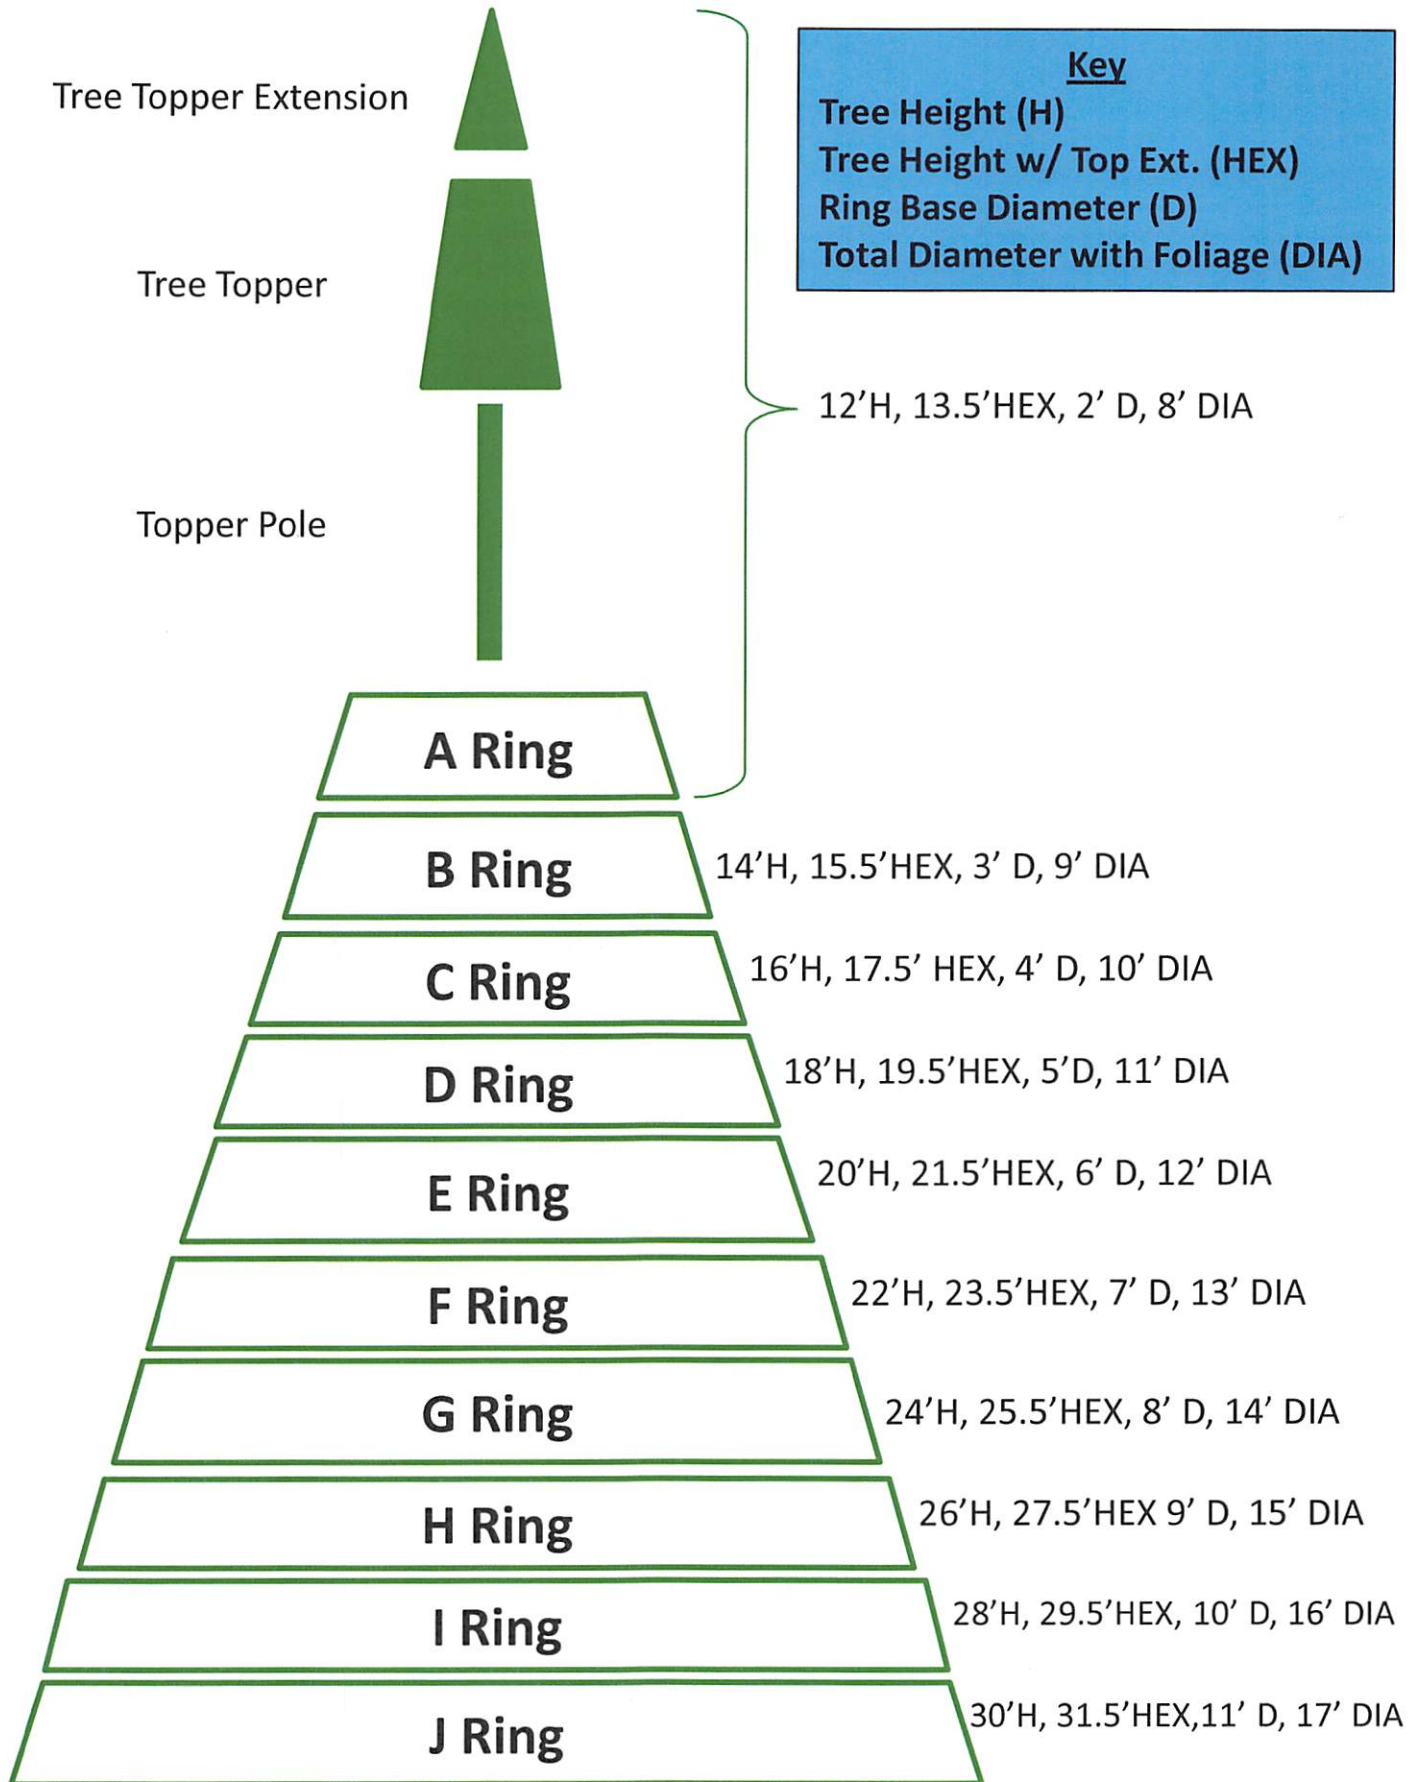 Key
Tree Height (H)
Tree Height w/ Top Ext. (HEX)
Ring Base Diameter (D)
Total Diameter with Foliage (DIA)
Tree Topper Extension
Tree Topper
12’H, 13.5’HEX, 2’ D, 8’ DIA
Topper Pole
A Ring
B Ring
14’H, 15.5’HEX, 3’ D, 9’ DIA
C Ring
16’H, 17.5’ HEX, 4’ D, 10’ DIA
D Ring
18’H, 19.5’HEX, 5’D, 11’ DIA
E Ring
20’H, 21.5’HEX, 6’ D, 12’ DIA
F Ring
22’H, 23.5’HEX, 7’ D, 13’ DIA
G Ring
24’H, 25.5’HEX, 8’ D, 14’ DIA
H Ring
26’H, 27.5’HEX 9’ D, 15’ DIA
I Ring
28’H, 29.5’HEX, 10’ D, 16’ DIA
J Ring
30’H, 31.5’HEX,11’ D, 17’ DIA